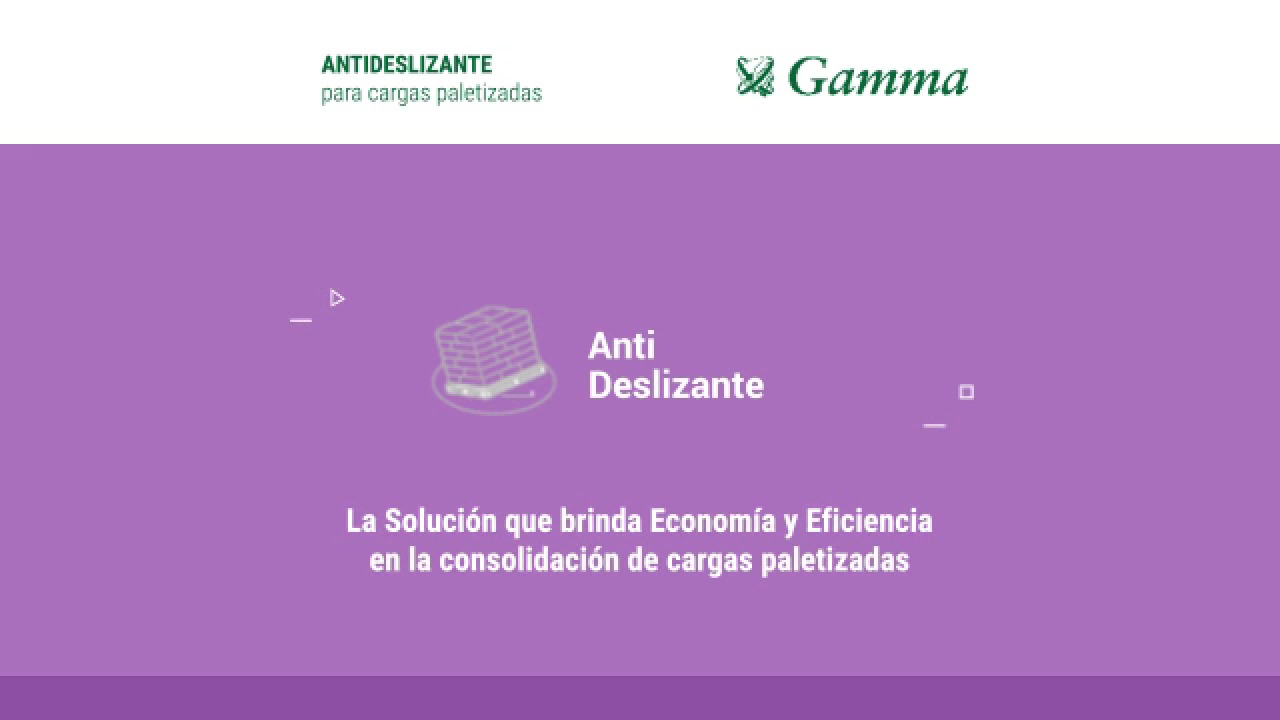 ANTIDESLIZANTE
para cargas paletizadas
Gamma
Anti
Deslizante
La Solución que brinda Economía y Eficiencia
en la consolidación de cargas paletizadas